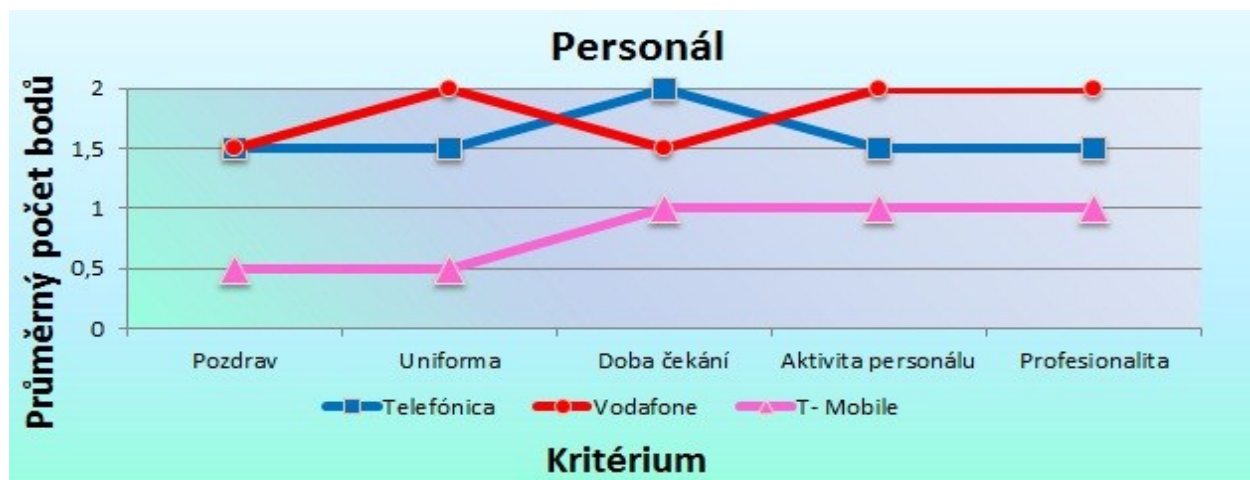 Personál
Průměrný počet bodů
2
1,5
1
0,5
0
Pozdrav Uniforma Doba čekání Aktivita personálu Profesionalita
Telefónica Vodafone T- Mobile
Kritérium